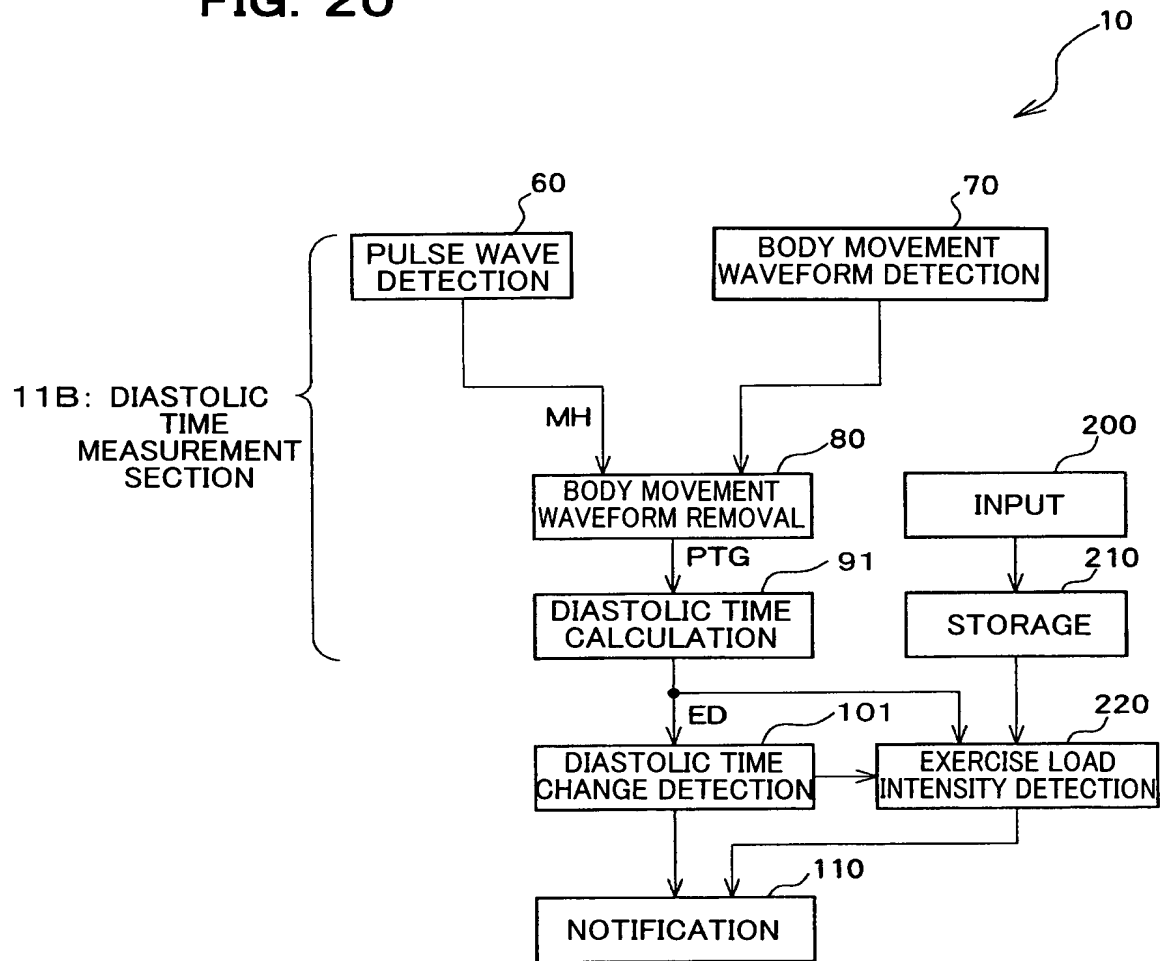 FIG. 20
10
60
70
PULSE WAVE
DETECTION
BODY MOVEMENT
WAVEFORM DETECTION
11B: DIASTOLIC
TIME
MEASUREMENT
SECTION
MH
80
200
BODY MOVEMENT
WAVEFORM REMOVAL
INPUT
PTG
91
210
DIASTOLIC TIME
CALCULATION
STORAGE
ED
101
220
DIASTOLIC TIME
CHANGE DETECTION
EXERCISE LOAD
INTENSITY DETECTION
110
NOTIFICATION